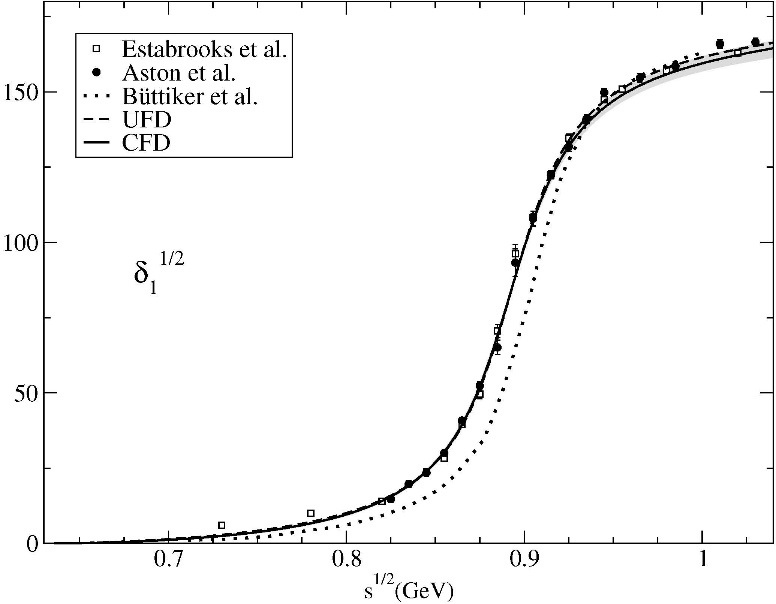 Estabrooks et al.
Aston et al.
Büttiker et al.
UFD
CFD
150
100
δ₁^1/2
50
0
0.7
0.8
0.9
1
s^1/2(GeV)